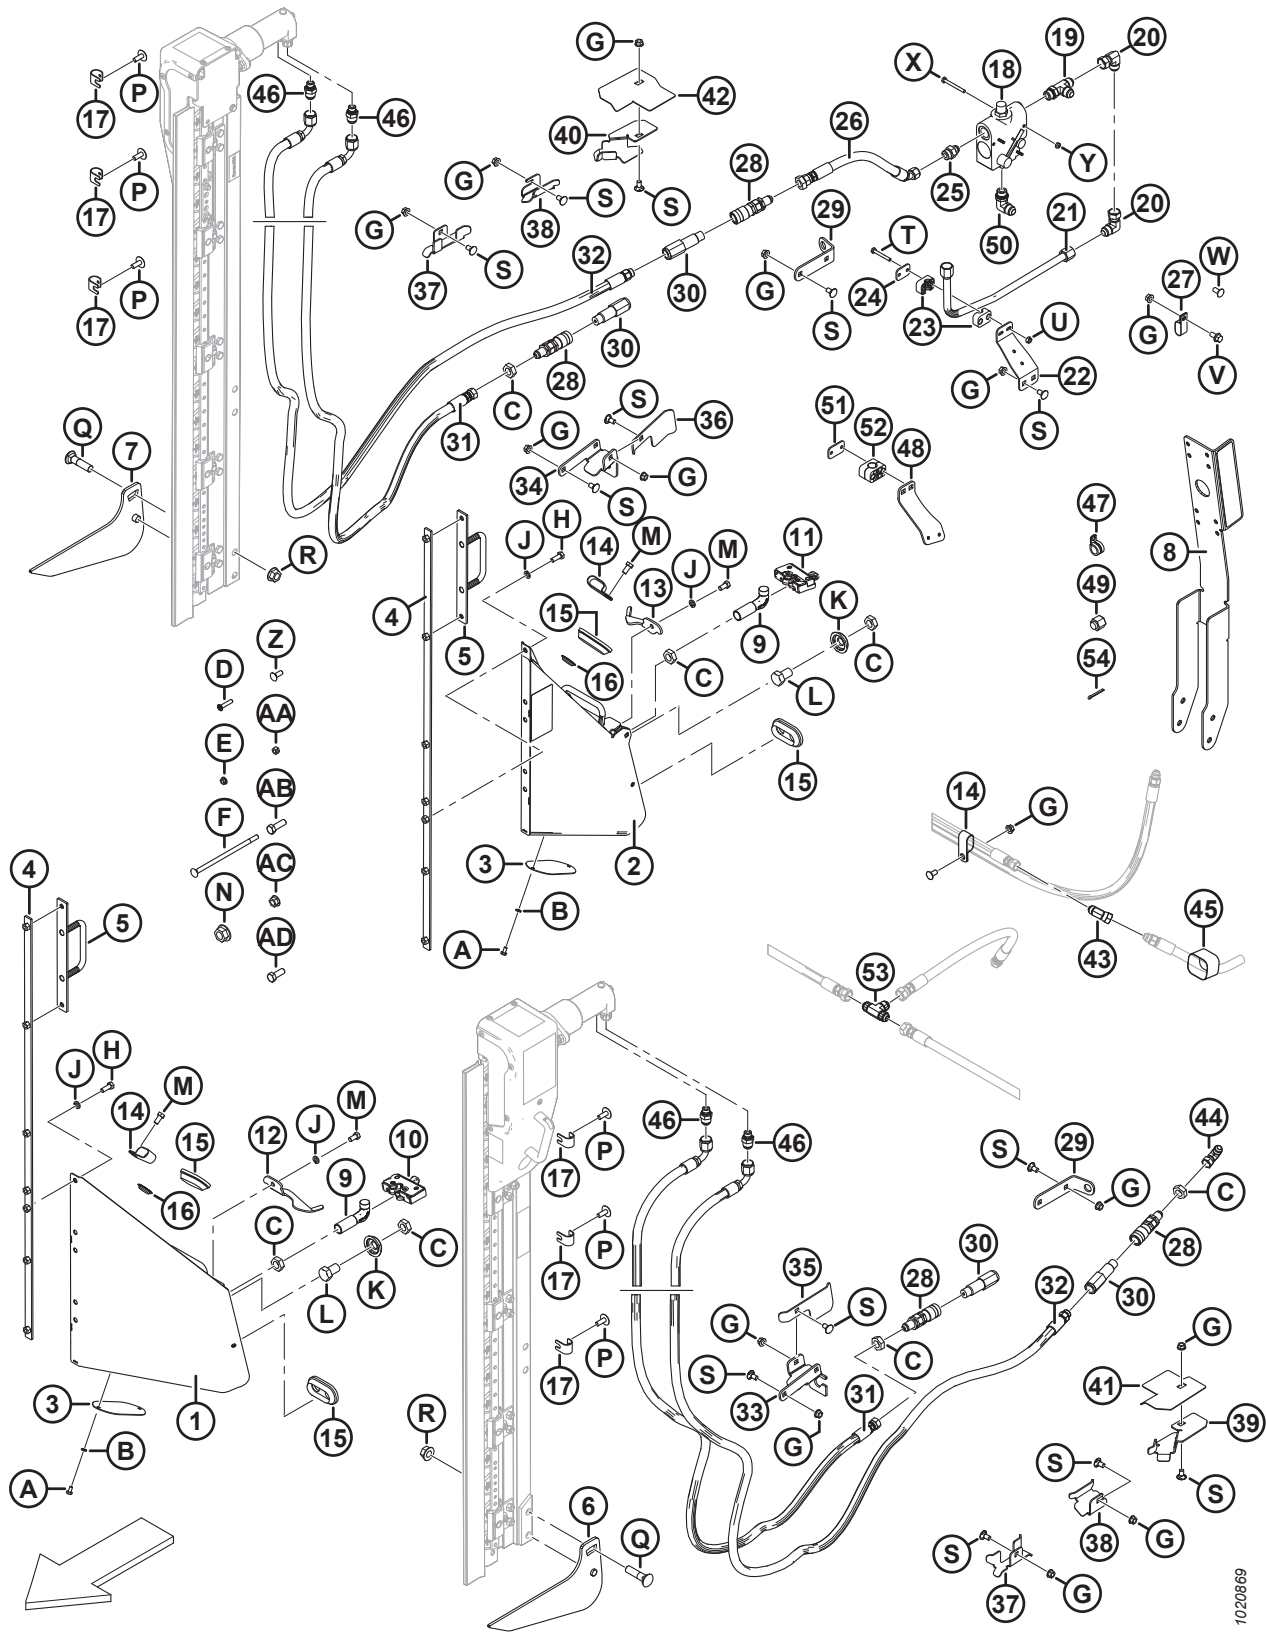 G
X
18
19
20
P
46
42
17
46
40
26
28
Y
P
G
25
29
17
38
S
S
50
21
20
G
T
W
P
37
S
32
30
G
24
27
17
30
S
23
U
G
C
28
V
22
G
S
Q
7
31
S
36
51
52
48
G
34
G
S
47
R
H
M
11
8
J
14
J
M
4
13
K
49
15
9
5
C
C
54
Z
16
L
D
AA
E
15
AB
14
G
F
4
AC
3
2
N
5
B
45
AD
A
43
53
H
J
M
46
P
44
14
12
M
10
46
S
29
15
J
17
9
G
C
16
C
P
C
28
30
K
17
35
28
32
30
L
S
G
G
P
C
S
41
3
1
17
33
31
15
R
39
B
G
S
A
6
S
38
G
Q
S
37
G
1020869